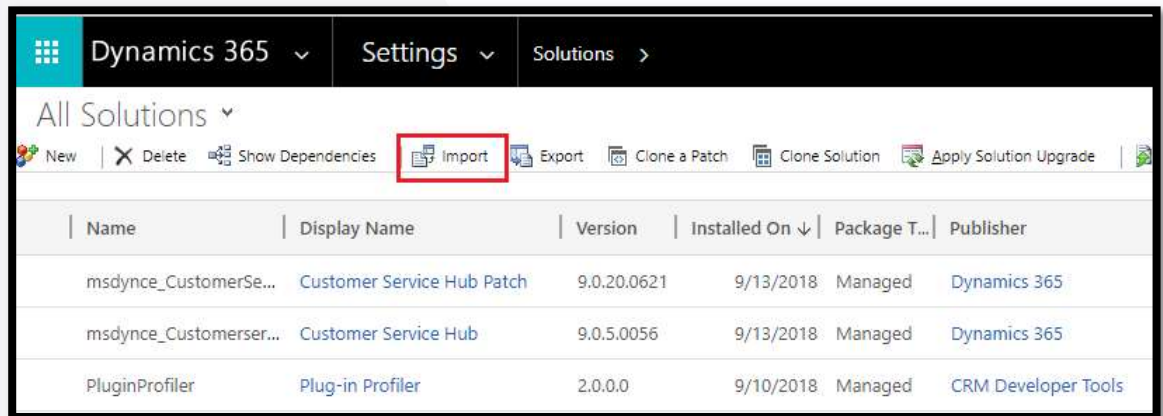 Dynamics 365 Settings Solutions
All Solutions
New Delete Show Dependencies Import Export Clone a Patch Clone Solution Apply Solution Upgrade
Name Display Name Version Installed On ↓ Package T... Publisher
msdynce_CustomerSe... Customer Service Hub Patch 9.0.20.0621 9/13/2018 Managed Dynamics 365
msdynce_Customerser... Customer Service Hub 9.0.5.0056 9/13/2018 Managed Dynamics 365
PluginProfiler Plug-in Profiler 2.0.0.0 9/10/2018 Managed CRM Developer Tools